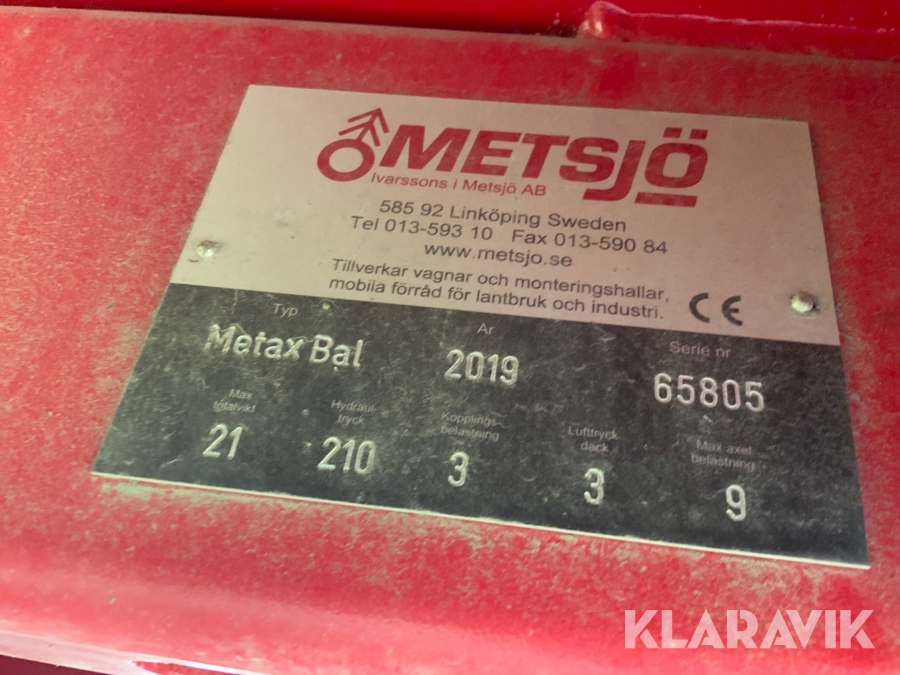 METSJÖ
Ivarssons i Metsjö AB
585 92 Linköping Sweden
Tel 013-593 10 Fax 013-590 84
www.metsjo.se
Tillverkar vagnar och monteringshallar,
mobila förråd för lantbruk och industri.
CE
Typ År Serie nr
Metax Bal 2019 65805
Max totalvikt Hydraul-tryck Kopplings-belastning Lufttryck däck Max axel belastning
21 210 3 3 9
KLARAVIK